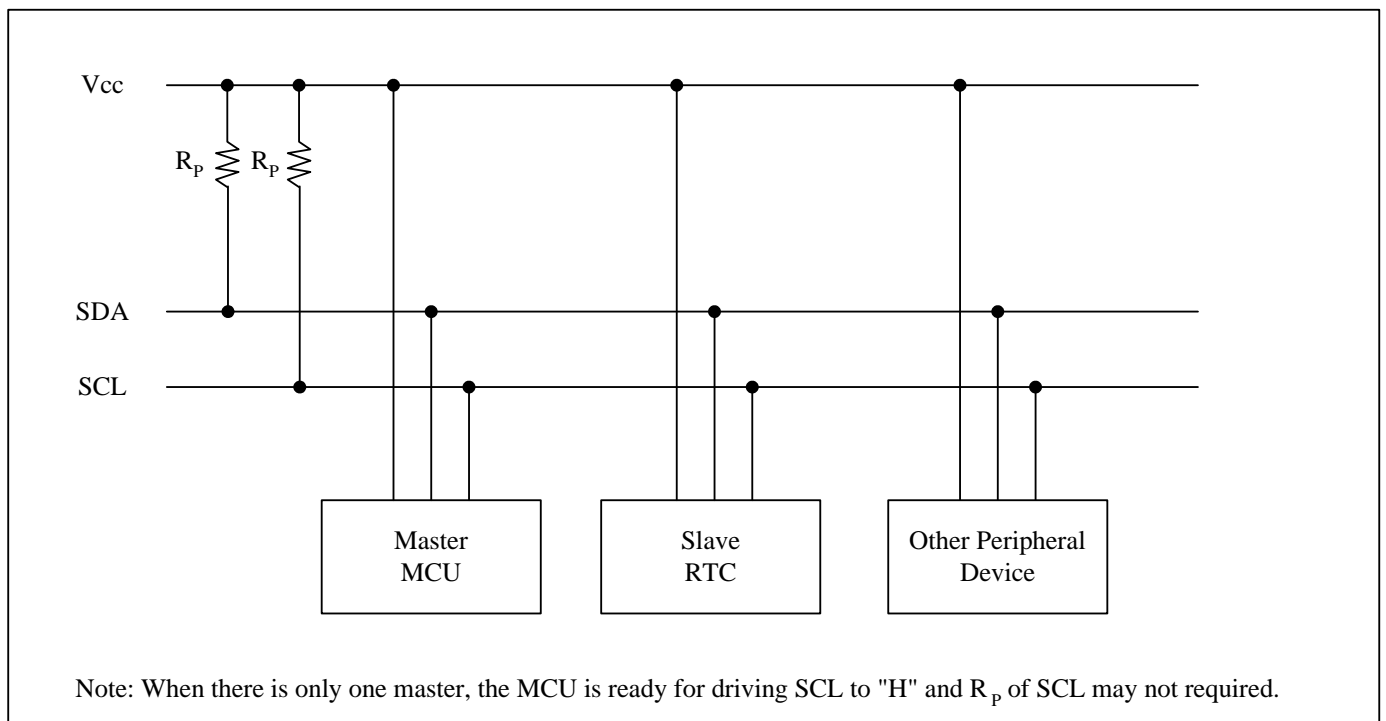 Vcc
R_P R_P
SDA
SCL
Master
MCU
Slave
RTC
Other Peripheral
Device
Note: When there is only one master, the MCU is ready for driving SCL to "H" and R_P of SCL may not required.